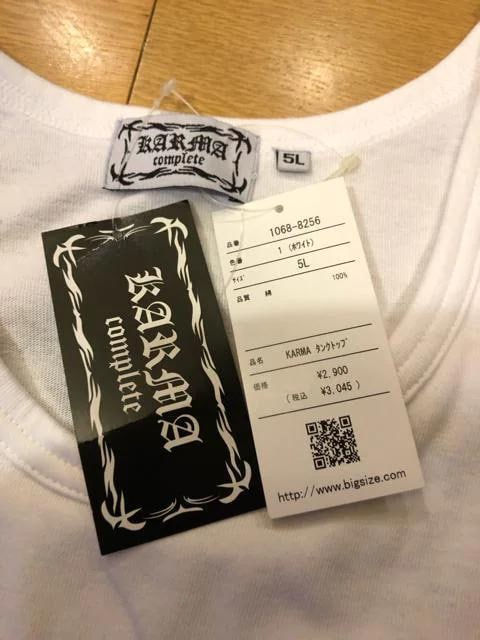 KARMA
complete
5L
KARMA
complete
品番 1068-8256
色番 1 (ホワイト)
サイズ 5L
品質 綿 100%
品名 KARMA タンクトップ
価格 ¥2,900
(税込 ¥3,045)
http://www.bigsize.com